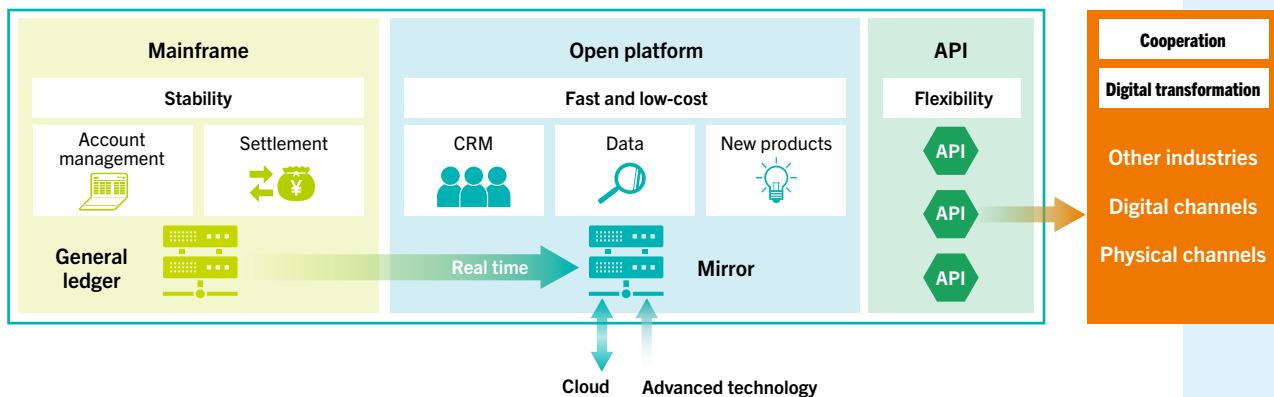 Mainframe
Stability
Account
management
Settlement
¥
General
ledger
Real time
Open platform
Fast and low-cost
CRM
Data
New products
Mirror
Cloud
Advanced technology
API
Flexibility
API
API
API
Cooperation
Digital transformation
Other industries
Digital channels
Physical channels